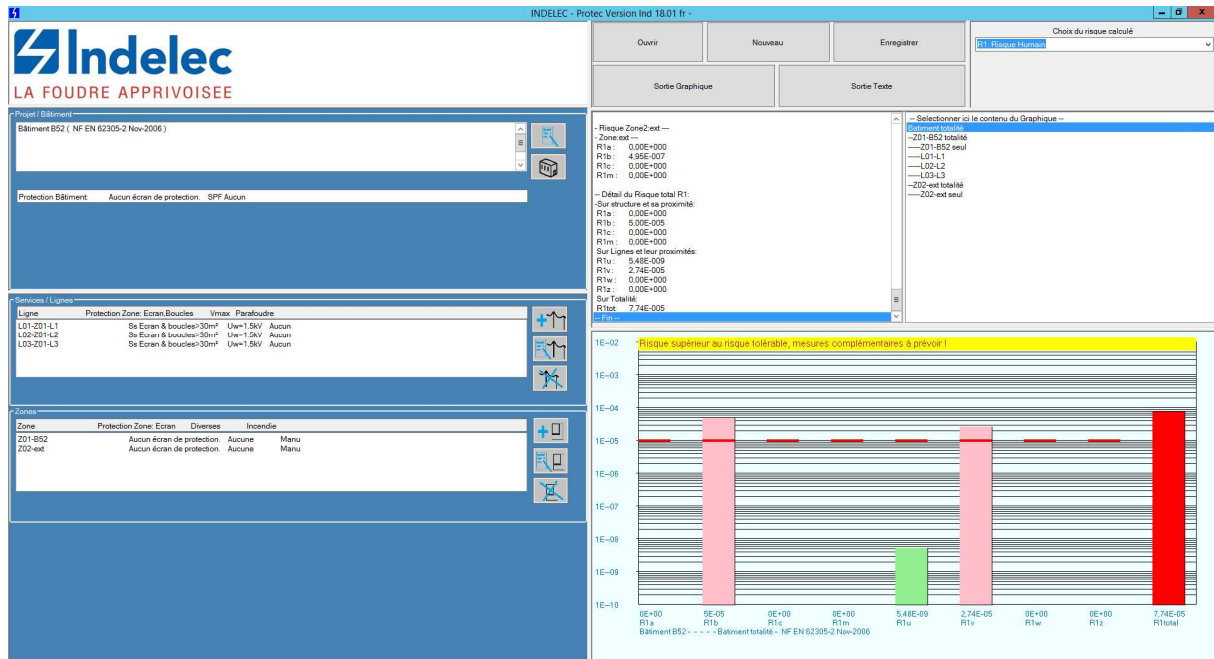 INDELEC - Protec Version Ind 18.01 fr -
Indelec
LA FOUDRE APPRIVOISEE
Ouvrir
Nouveau
Enregistrer
Choix du risque calculé
R1: Risque Humain
Sortie Graphique
Sortie Texte
Projet / Bâtiment
Bâtiment B52 ( NF EN 62305-2 Nov-2006 )
Protection Bâtiment: Aucun écran de protection. SPF Aucun
Services / Lignes
Ligne Protection Zone: Ecran,Boucles Vmax Parafoudre
L01-Z01-L1 Ss Ecran & boucles>30m² Uw=1.5kV Aucun
L02-Z01-L2 Ss Ecran & boucles>30m² Uw=1.5kV Aucun
L03-Z01-L3 Ss Ecran & boucles>30m² Uw=1.5kV Aucun
Zones
Zone Protection Zone: Ecran Diverses Incendie
Z01-B52 Aucun écran de protection. Aucune Manu
Z02-ext Aucun écran de protection. Aucune Manu
- Risque Zone2:ext ---
- Zone:ext ---
R1a : 0,00E+000
R1b : 4,95E-007
R1c : 0,00E+000
R1m : 0,00E+000
-- Détail du Risque total R1:
-Sur structure et sa proximité:
R1a : 0,00E+000
R1b : 5,00E-005
R1c : 0,00E+000
R1m : 0,00E+000
Sur Lignes et leur proximités:
R1u : 5,48E-009
R1v : 2,74E-005
R1w : 0,00E+000
R1z : 0,00E+000
Sur Totalité:
R1tot: 7,74E-005
-- Fin --
-- Selectionner ici le contenu du Graphique --
Batiment totalité
--Z01-B52 totalité
-----Z01-B52 seul
-----L01-L1
-----L02-L2
-----L03-L3
--Z02-ext totalité
-----Z02-ext seul
Risque supérieur au risque tolérable, mesures complémentaires à prévoir !
1E-02
1E-03
1E-04
1E-05
1E-06
1E-07
1E-08
1E-09
1E-10
0E+00 5E-05 0E+00 0E+00 5,48E-09 2,74E-05 0E+00 0E+00 7,74E-05
R1a R1b R1c R1m R1u R1v R1w R1z R1total
Bâtiment B52 - - - - - Batiment totalité - NF EN 62305-2 Nov-2006